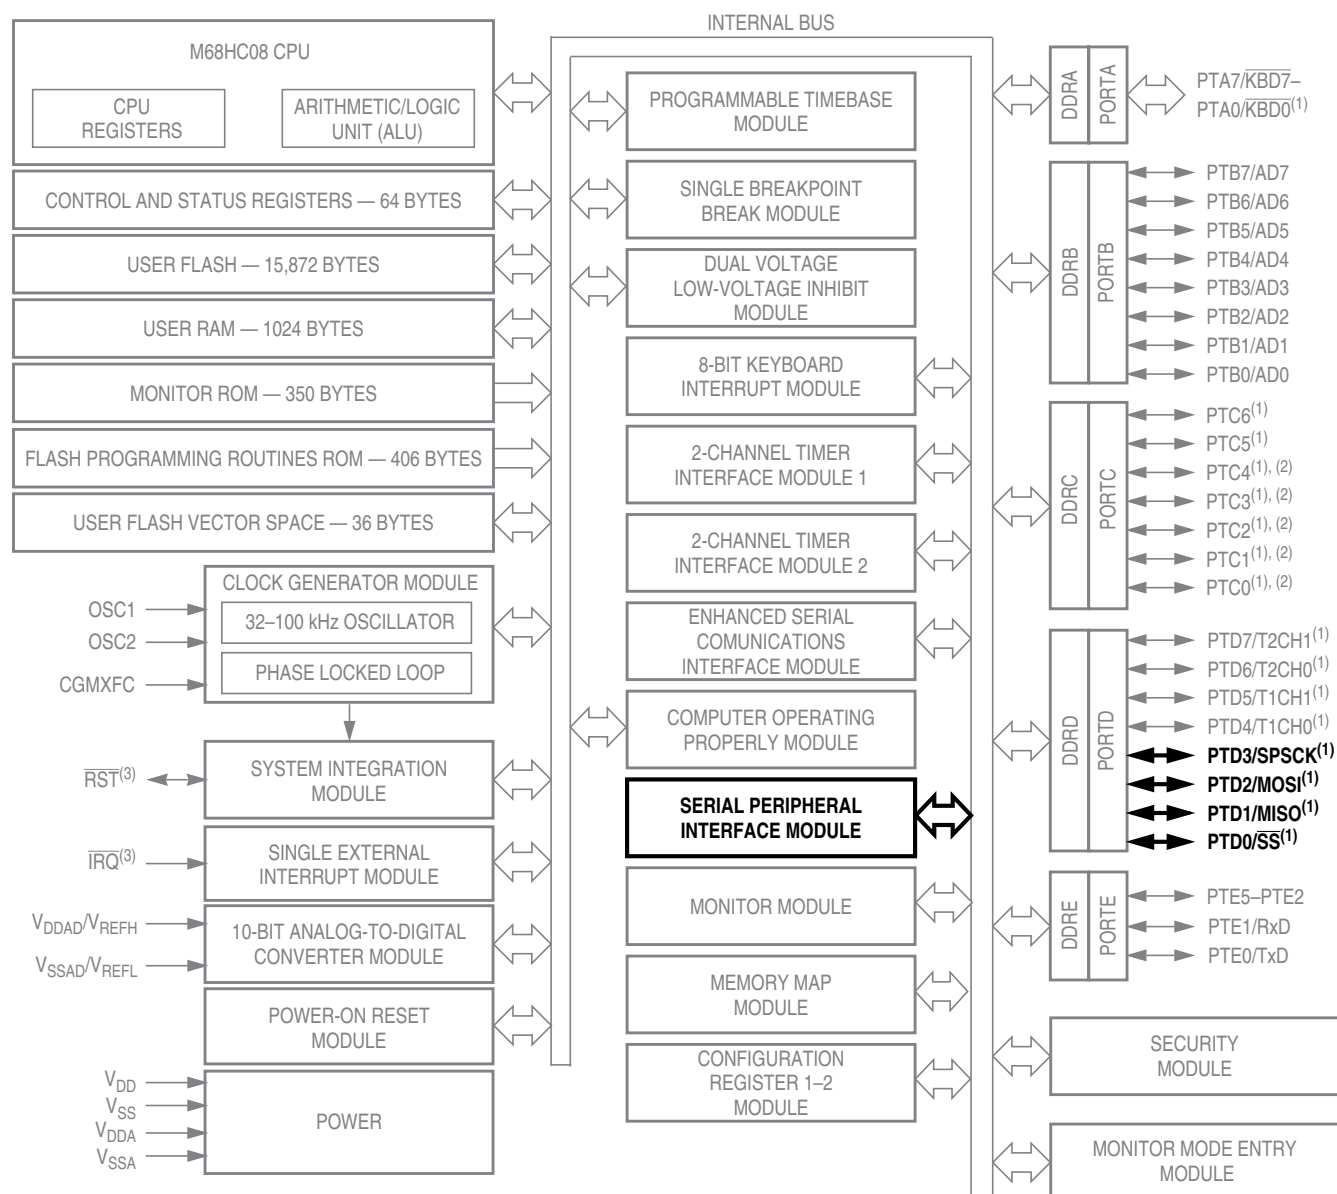 INTERNAL BUS
M68HC08 CPU
CPU
REGISTERS
ARITHMETIC/LOGIC
UNIT (ALU)
CONTROL AND STATUS REGISTERS — 64 BYTES
USER FLASH — 15,872 BYTES
USER RAM — 1024 BYTES
MONITOR ROM — 350 BYTES
FLASH PROGRAMMING ROUTINES ROM — 406 BYTES
USER FLASH VECTOR SPACE — 36 BYTES
CLOCK GENERATOR MODULE
32–100 kHz OSCILLATOR
PHASE LOCKED LOOP
OSC1
OSC2
CGMXFC
SYSTEM INTEGRATION
MODULE
RST(3)
SINGLE EXTERNAL
INTERRUPT MODULE
IRQ(3)
10-BIT ANALOG-TO-DIGITAL
CONVERTER MODULE
VDDAD/VREFH
VSSAD/VREFL
POWER-ON RESET
MODULE
POWER
VDD
VSS
VDDA
VSSA
PROGRAMMABLE TIMEBASE
MODULE
SINGLE BREAKPOINT
BREAK MODULE
DUAL VOLTAGE
LOW-VOLTAGE INHIBIT
MODULE
8-BIT KEYBOARD
INTERRUPT MODULE
2-CHANNEL TIMER
INTERFACE MODULE 1
2-CHANNEL TIMER
INTERFACE MODULE 2
ENHANCED SERIAL
COMUNICATIONS
INTERFACE MODULE
COMPUTER OPERATING
PROPERLY MODULE
SERIAL PERIPHERAL
INTERFACE MODULE
MONITOR MODULE
MEMORY MAP
MODULE
CONFIGURATION
REGISTER 1–2
MODULE
DDRA
PORTA
PTA7/KBD7–
PTA0/KBD0(1)
DDRB
PORTB
PTB7/AD7
PTB6/AD6
PTB5/AD5
PTB4/AD4
PTB3/AD3
PTB2/AD2
PTB1/AD1
PTB0/AD0
DDRC
PORTC
PTC6(1)
PTC5(1)
PTC4(1), (2)
PTC3(1), (2)
PTC2(1), (2)
PTC1(1), (2)
PTC0(1), (2)
DDRD
PORTD
PTD7/T2CH1(1)
PTD6/T2CH0(1)
PTD5/T1CH1(1)
PTD4/T1CH0(1)
PTD3/SPSCK(1)
PTD2/MOSI(1)
PTD1/MISO(1)
PTD0/SS(1)
DDRE
PORTE
PTE5–PTE2
PTE1/RxD
PTE0/TxD
SECURITY
MODULE
MONITOR MODE ENTRY
MODULE